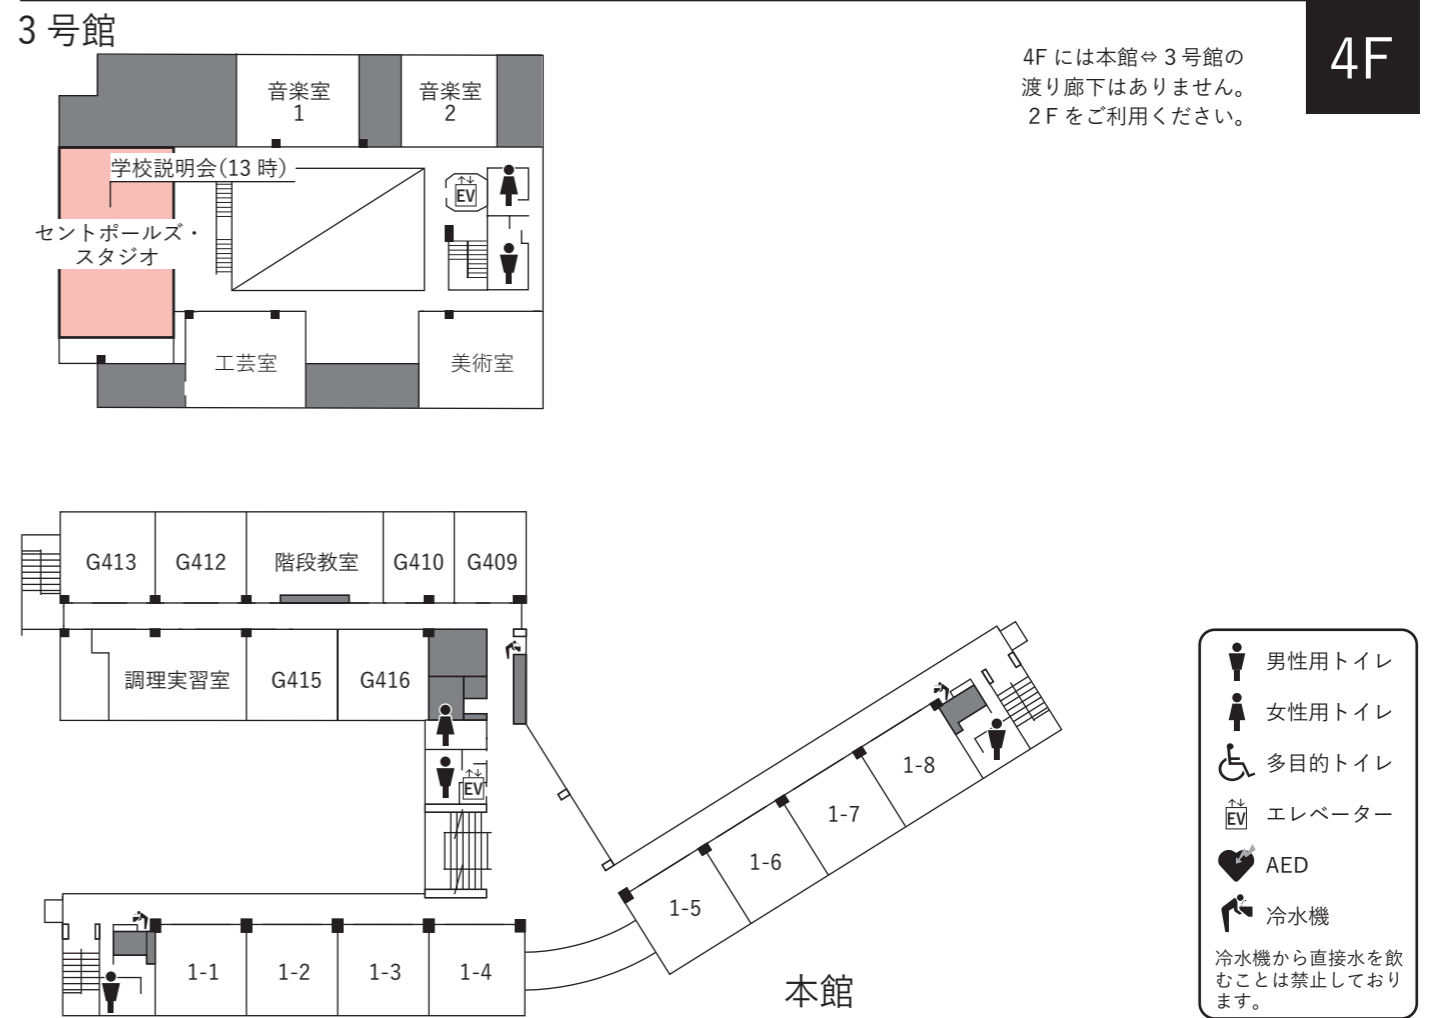 3 号館
4F
4F には本館⇔ 3 号館の
渡り廊下はありません。
2 F をご利用ください。
音楽室
1
音楽室
2
学校説明会(13 時)
EV
セントポールズ・
スタジオ
工芸室
美術室
G413
G412
階段教室
G410
G409
調理実習室
G415
G416
EV
1-8
1-7
1-6
1-5
1-1
1-2
1-3
1-4
本館
男性用トイレ
女性用トイレ
多目的トイレ
EV エレベーター
AED
冷水機
冷水機から直接水を飲
むことは禁止しており
ます。